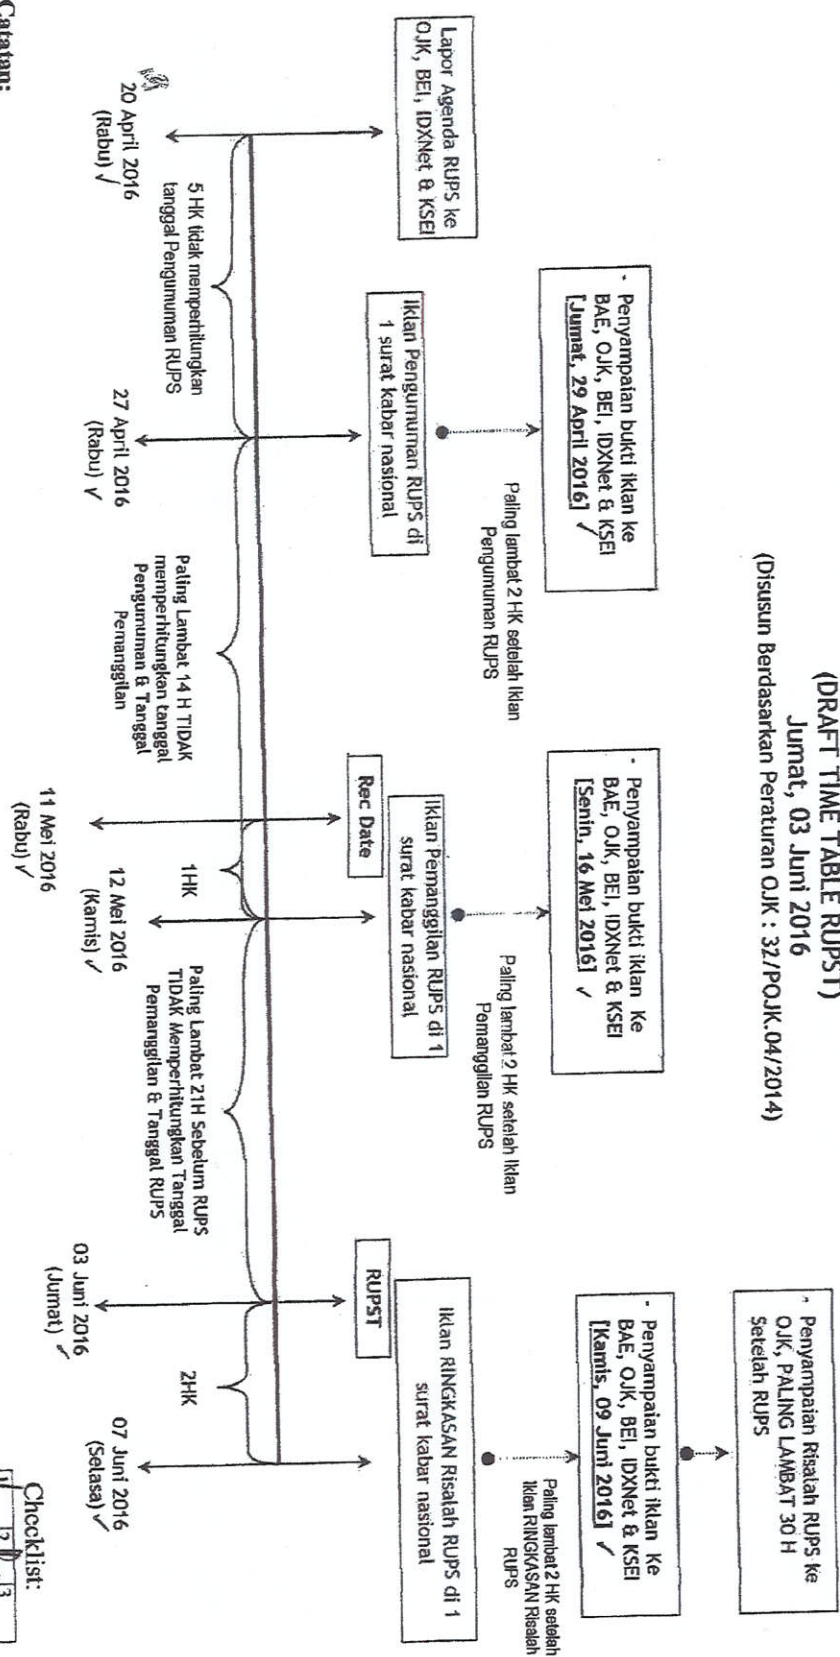 (DRAFT TIME TABLE RUPST)
Jumat, 03 Juni 2016
(Disusun Berdasarkan Peraturan OJK : 32/POJK.04/2014)
Lapor Agenda RUPS ke
OJK, BEI, IDXNet & KSEI
20 April 2016
(Rabu) ✓
5 HK tidak memperhitungkan
tanggal Pengumuman RUPS
- Penyampaian bukti iklan ke
BAE, OJK, BEI, IDXNet & KSEI
[Jumat, 29 April 2016] ✓
Paling lambat 2 HK setelah Iklan
Pengumuman RUPS
Iklan Pengumuman RUPS di
1 surat kabar nasional
27 April 2016
(Rabu) ✓
Paling Lambat 14 H TIDAK
memperhitungkan tanggal
Pengumuman & Tanggal
Pemanggilan
- Penyampaian bukti iklan Ke
BAE, OJK, BEI, IDXNet & KSEI
[Senin, 16 Mei 2016] ✓
Paling lambat 2 HK setelah Iklan
Pemanggilan RUPS
Iklan Pemanggilan RUPS di 1
surat kabar nasional
Rec Date
11 Mei 2016
(Rabu) ✓
1HK
12 Mei 2016
(Kamis) ✓
Paling Lambat 21H Sebelum RUPS
TIDAK Memperhitungkan Tanggal
Pemanggilan & Tanggal RUPS
- Penyampaian Risalah RUPS ke
OJK, PALING LAMBAT 30 H
Setelah RUPS
- Penyampaian bukti iklan Ke
BAE, OJK, BEI, IDXNet & KSEI
[Kamis, 09 Juni 2016] ✓
Paling lambat 2 HK setelah
Iklan RINGKASAN Risalah
RUPS
Iklan RINGKASAN Risalah RUPS di 1
surat kabar nasional
RUPST
03 Juni 2016
(Jumat) ✓
2HK
07 Juni 2016
(Selasa) ✓
Catatan:
Checklist:
1 2 3